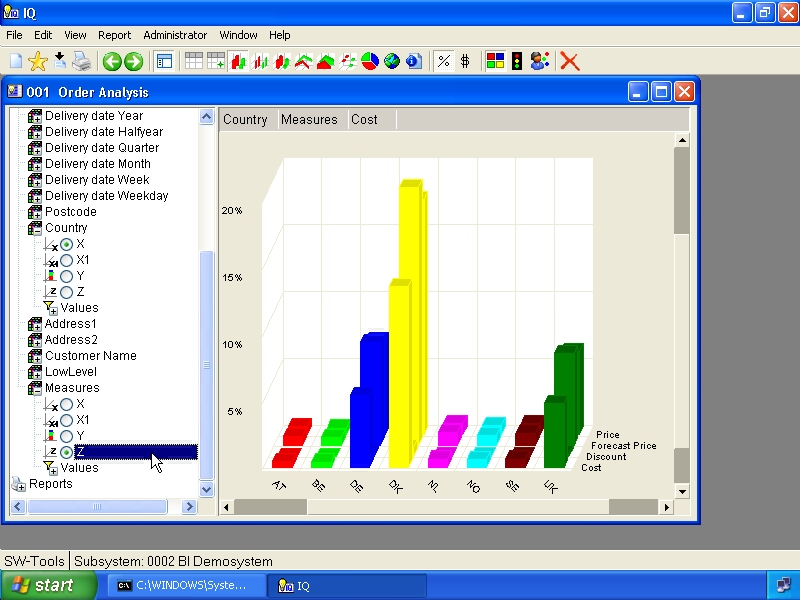 IQ
File Edit View Report Administrator Window Help
% $
001 Order Analysis
Delivery date Year
Delivery date Halfyear
Delivery date Quarter
Delivery date Month
Delivery date Week
Delivery date Weekday
Postcode
Country
X
X1
Y
Z
Values
Address1
Address2
Customer Name
LowLevel
Measures
X
X1
Y
Z
Values
Reports
Country Measures Cost
20%
15%
10%
5%
Price
Forecast Price
Discount
Cost
AT BE DE DK NL NO SE UK
SW-Tools Subsystem: 0002 BI Demosystem
start C:\WINDOWS\Syste... IQ